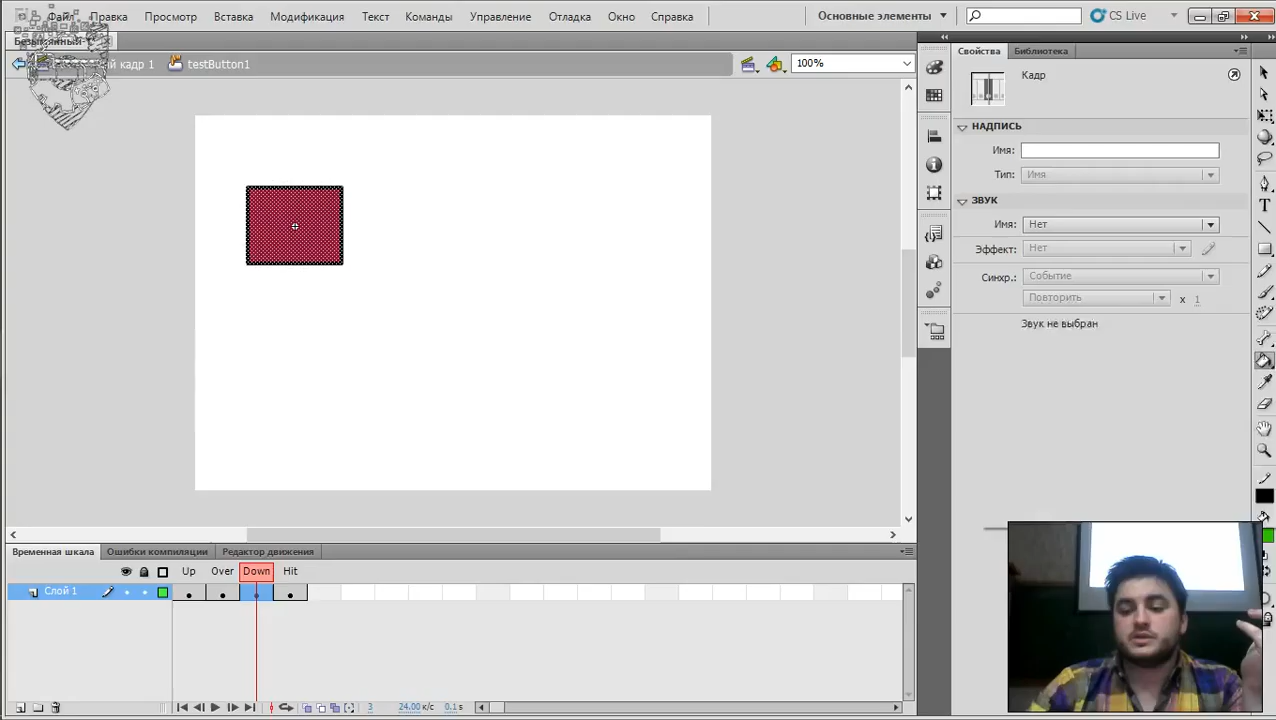 Файл Правка Просмотр Вставка Модификация Текст Команды Управление Отладка Окно Справка Основные элементы CS Live
кадр 1 testButton1 100%
Свойства Библиотека
Кадр
НАДПИСЬ
Имя:
Тип: Имя
ЗВУК
Имя: Нет
Эффект: Нет
Синхр.: Событие
Повторить x 1
Звук не выбран
Временная шкала Ошибки компиляции Редактор движения
Up Over Down Hit
Слой 1
3 24.00 к/с 0.1 s